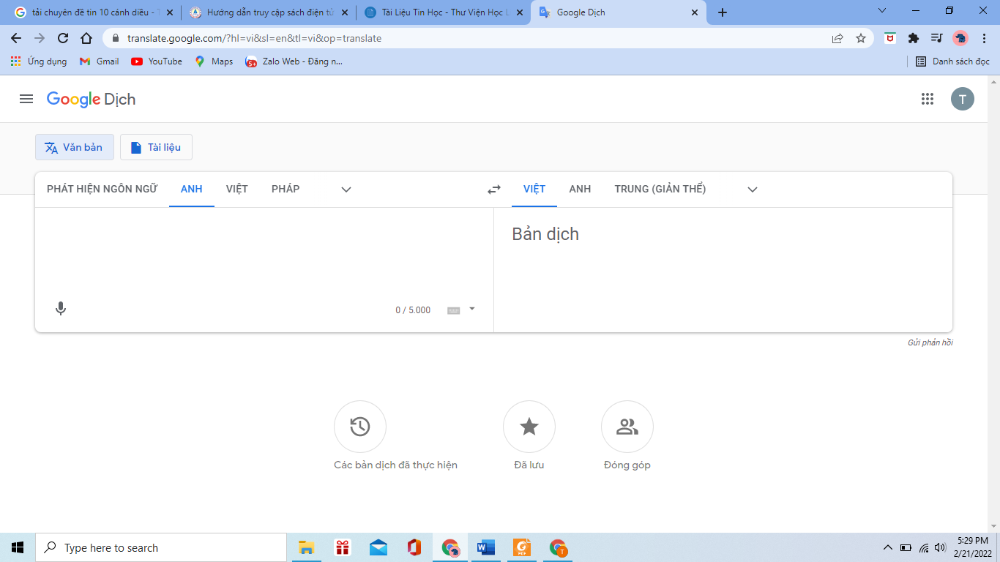 tải chuyên đề tin 10 cánh diều - T
Hướng dẫn truy cập sách điện tử
Tài Liệu Tin Học - Thư Viện Học L
Google Dịch
translate.google.com/?hl=vi&sl=en&tl=vi&op=translate
Ứng dụng
Gmail
YouTube
Maps
5+
Zalo Web - Đăng n...
Danh sách đọc
Google Dịch
T
Văn bản
Tài liệu
PHÁT HIỆN NGÔN NGỮ
ANH
VIỆT
PHÁP
VIỆT
ANH
TRUNG (GIẢN THỂ)
Bản dịch
0 / 5.000
Gửi phản hồi
Các bản dịch đã thực hiện
Đã lưu
Đóng góp
Type here to search
5:29 PM
2/21/2022